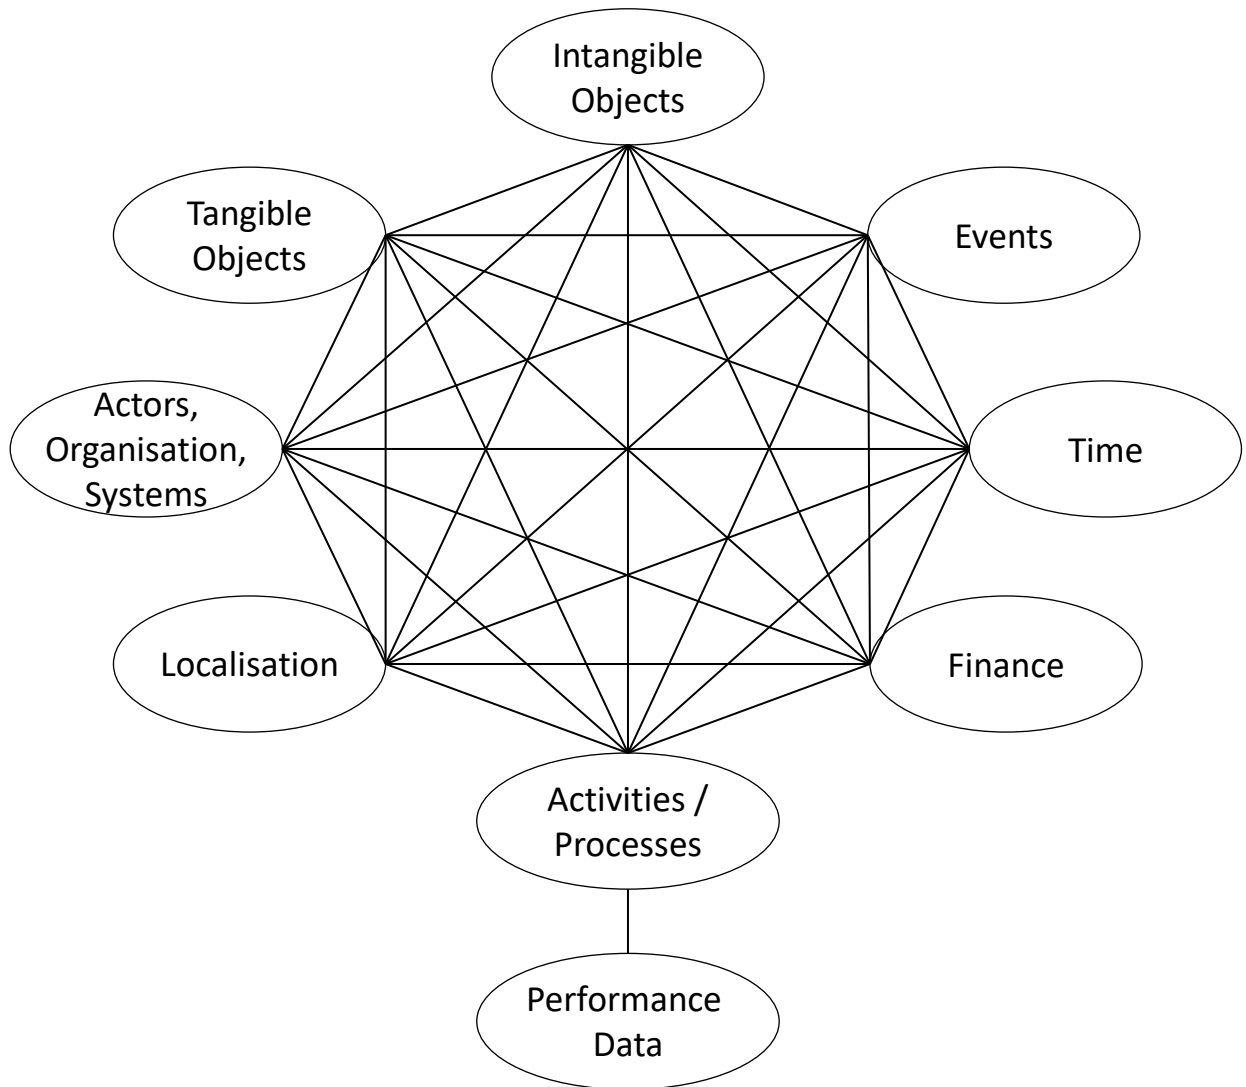 Intangible
Objects
Tangible
Objects
Events
Actors,
Organisation,
Systems
Time
Localisation
Finance
Activities /
Processes
Performance
Data